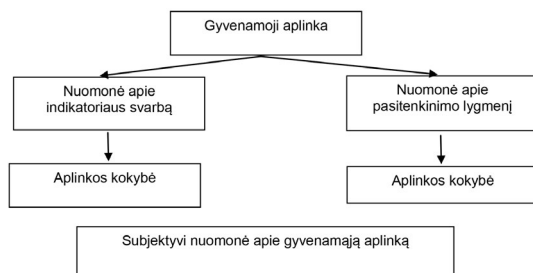 Gyvenamoji aplinka
Nuomonė apie
indikatoriaus svarbą
Nuomonė apie
pasitenkinimo lygmenį
Aplinkos kokybė
Aplinkos kokybė
Subjektyvi nuomonė apie gyvenamąją aplinką